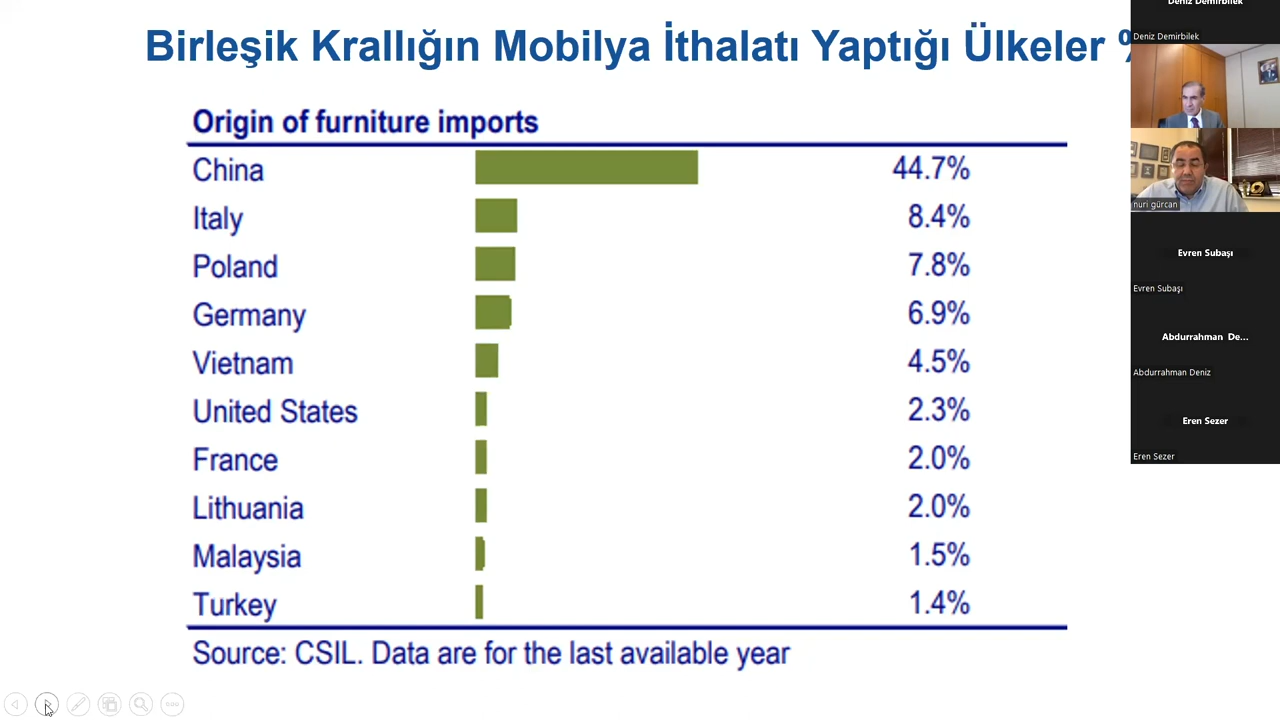 Birleşik Krallığın Mobilya İthalatı Yaptığı Ülkeler %
Origin of furniture imports
China 44.7%
Italy 8.4%
Poland 7.8%
Germany 6.9%
Vietnam 4.5%
United States 2.3%
France 2.0%
Lithuania 2.0%
Malaysia 1.5%
Turkey 1.4%
Source: CSIL. Data are for the last available year
Deniz Demirbilek
Deniz Demirbilek
nuri gürcan
Evren Subaşı
Evren Subaşı
Abdurrahman De...
Abdurrahman Deniz
Eren Sezer
Eren Sezer